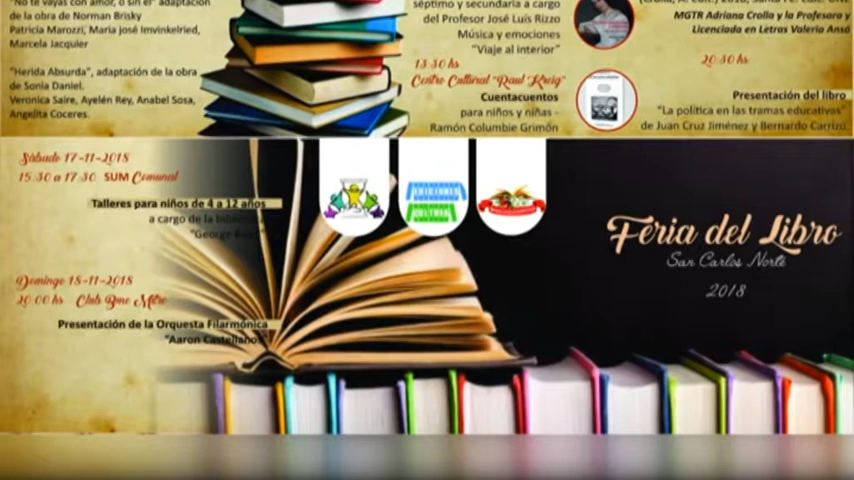 "No te vayas con amor, o sin él" adaptación
de la obra de Norman Brisky
Patricia Marozzi, Maria josé Imvinkelried,
Marcela Jacquier
"Herida Absurda", adaptación de la obra
de Sonia Daniel.
Veronica Saire, Ayelén Rey, Anabel Sosa,
Angelita Coceres.
séptimo y secundaria a cargo
del Profesor José Luis Rizzo
Música y emociones
"Viaje al interior"
13:30 hs
Centro Cultural "Raul Kreig"
Cuentacuentos
para niños y niñas -
Ramón Columbie Grimón
MGTR Adriana Crolla y la Profesora y
Licenciada en Letras Valeria Ansó
20:30 hs
Presentación del libro
"La política en las tramas educativas"
de Juan Cruz Jiménez y Bernardo Carrizo
Sábado 17-11-2018
15:30 a 17:30 SUM Comunal
Talleres para niños de 4 a 12 años
a cargo de la
Domingo 18-11-2018
20:00 hs Club Bme Mitre
Presentación de la Orquesta Filarmónica
"Aaron Castellanos"
Feria del Libro
San Carlos Norte
2018